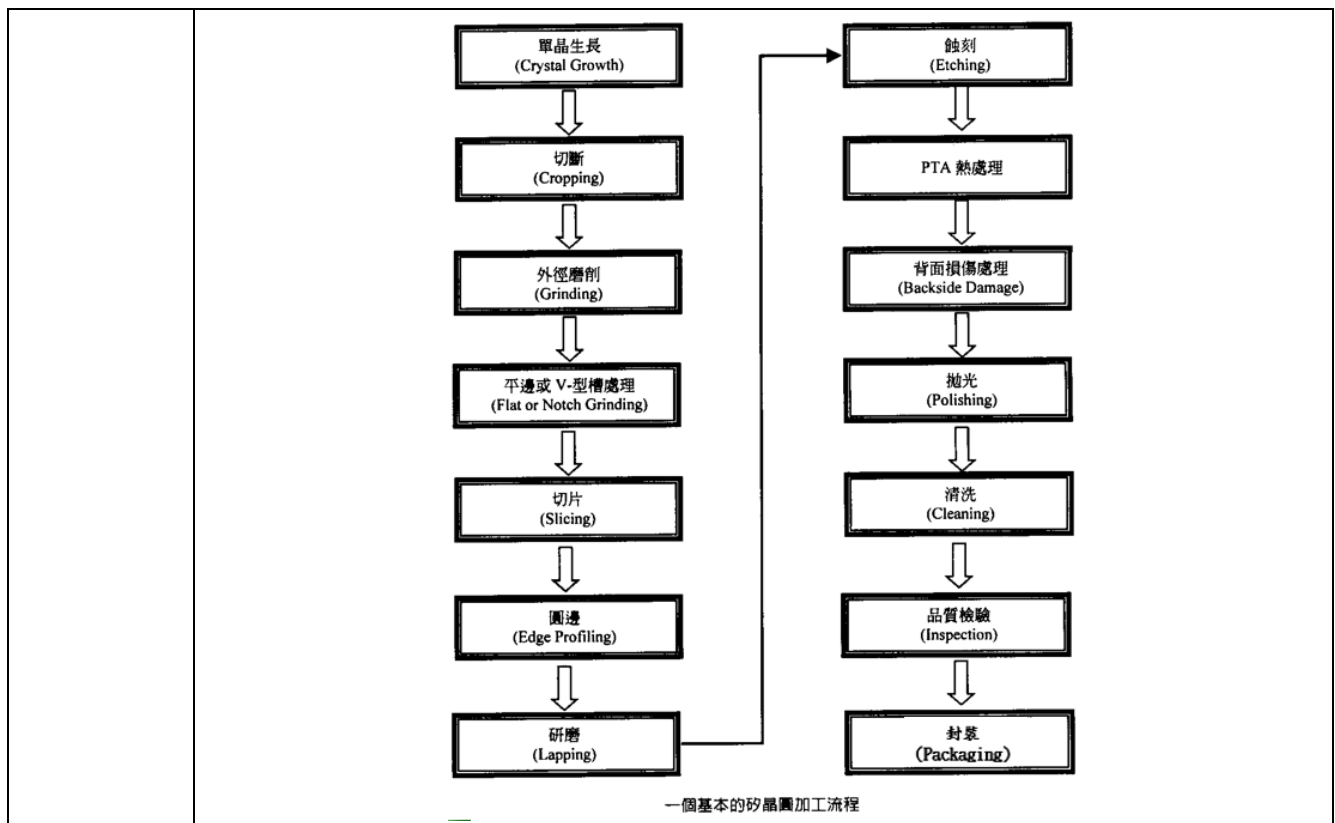 單晶生長
(Crystal Growth)
切斷
(Cropping)
外徑磨削
(Grinding)
平邊或 V-型槽處理
(Flat or Notch Grinding)
切片
(Slicing)
圓邊
(Edge Profiling)
研磨
(Lapping)
蝕刻
(Etching)
PTA 熱處理
背面損傷處理
(Backside Damage)
拋光
(Polishing)
清洗
(Cleaning)
品質檢驗
(Inspection)
封裝
(Packaging)
一個基本的矽晶圓加工流程